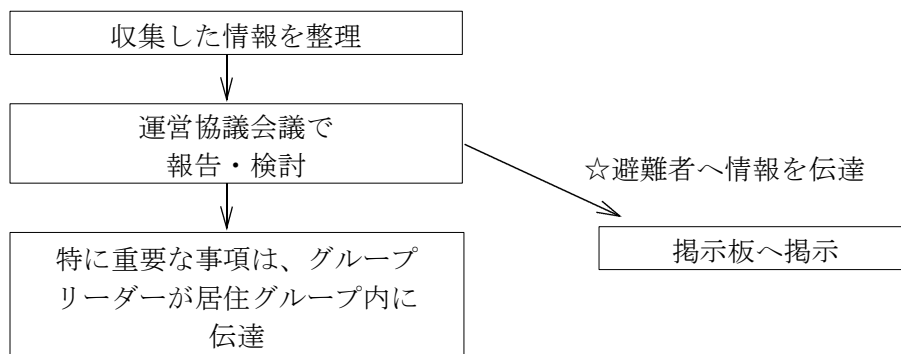 収集した情報を整理
運営協議会議で
報告・検討
☆避難者へ情報を伝達
掲示板へ掲示
特に重要な事項は、グループ
リーダーが居住グループ内に
伝達